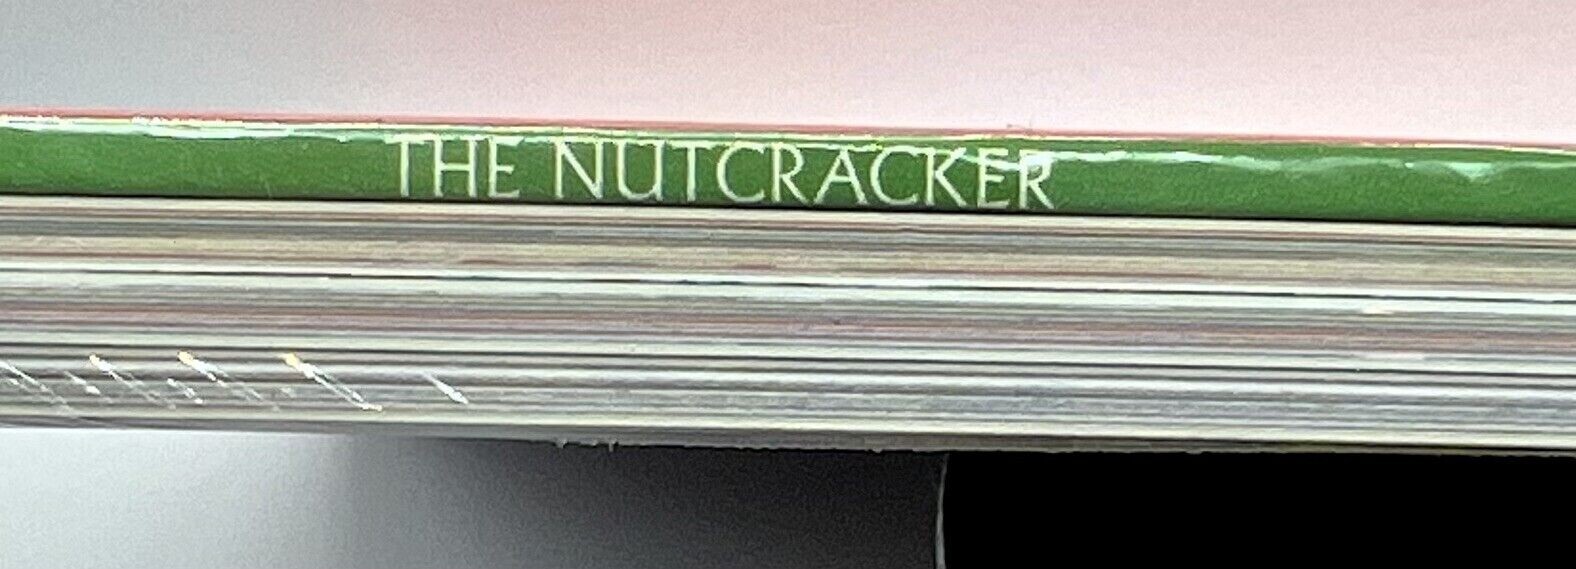 THE NUTCRACKER